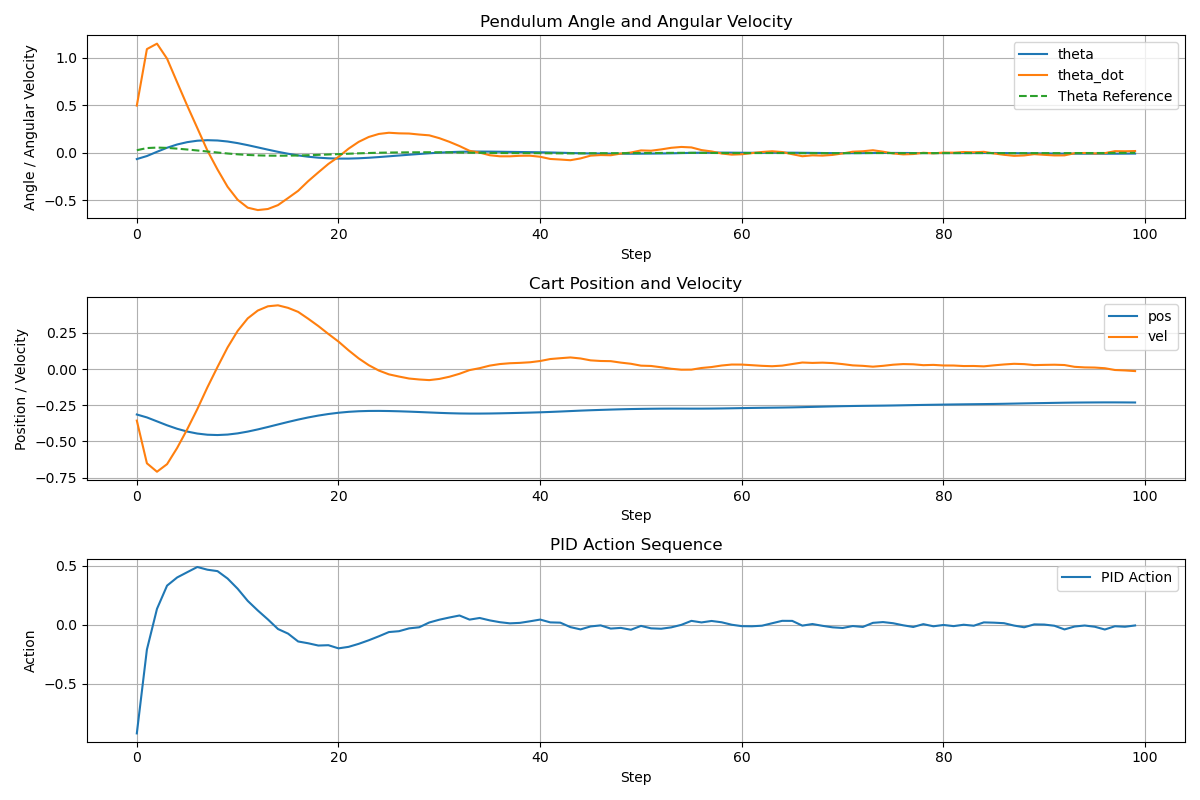 Pendulum Angle and Angular Velocity
Angle / Angular Velocity
1.0
0.5
0.0
−0.5
theta
theta_dot
Theta Reference
0 20 40 60 80 100
Step
Cart Position and Velocity
Position / Velocity
0.25
0.00
−0.25
−0.50
−0.75
pos
vel
0 20 40 60 80 100
Step
PID Action Sequence
Action
0.5
0.0
−0.5
PID Action
0 20 40 60 80 100
Step